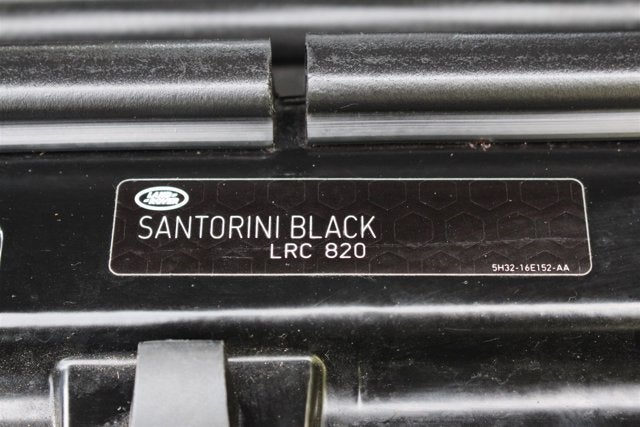 LAND
ROVER
SANTORINI BLACK
LRC 820
5H32-16E152-AA